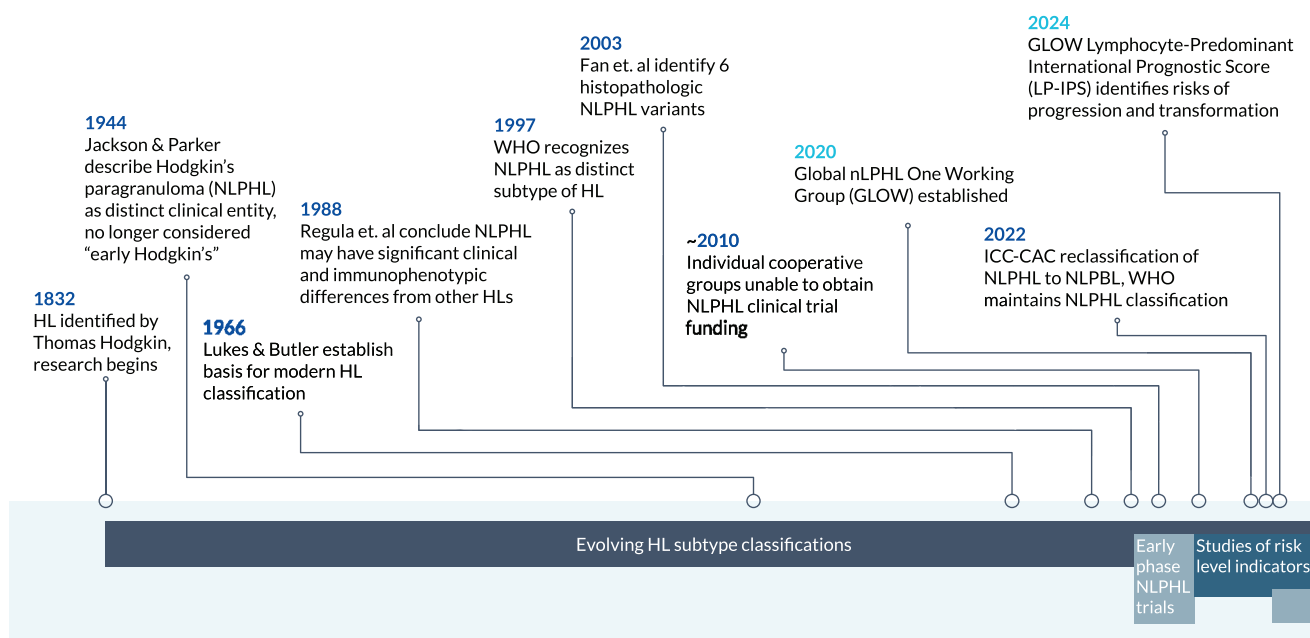 1832
HL identified by
Thomas Hodgkin,
research begins
1944
Jackson & Parker
describe Hodgkin's
paragranuloma (NLPHL)
as distinct clinical entity,
no longer considered
“early Hodgkin's”
1966
Lukes & Butler establish
basis for modern HL
classification
1988
Regula et. al conclude NLPHL
may have significant clinical
and immunophenotypic
differences from other HLs
1997
WHO recognizes
NLPHL as distinct
subtype of HL
2003
Fan et. al identify 6
histopathologic
NLPHL variants
~2010
Individual cooperative
groups unable to obtain
NLPHL clinical trial
funding
2020
Global nLPHL One Working
Group (GLOW) established
2022
ICC-CAC reclassification of
NLPHL to NLPBL, WHO
maintains NLPHL classification
2024
GLOW Lymphocyte-Predominant
International Prognostic Score
(LP-IPS) identifies risks of
progression and transformation
Evolving HL subtype classifications
Early
phase
NLPHL
trials
Studies of risk
level indicators